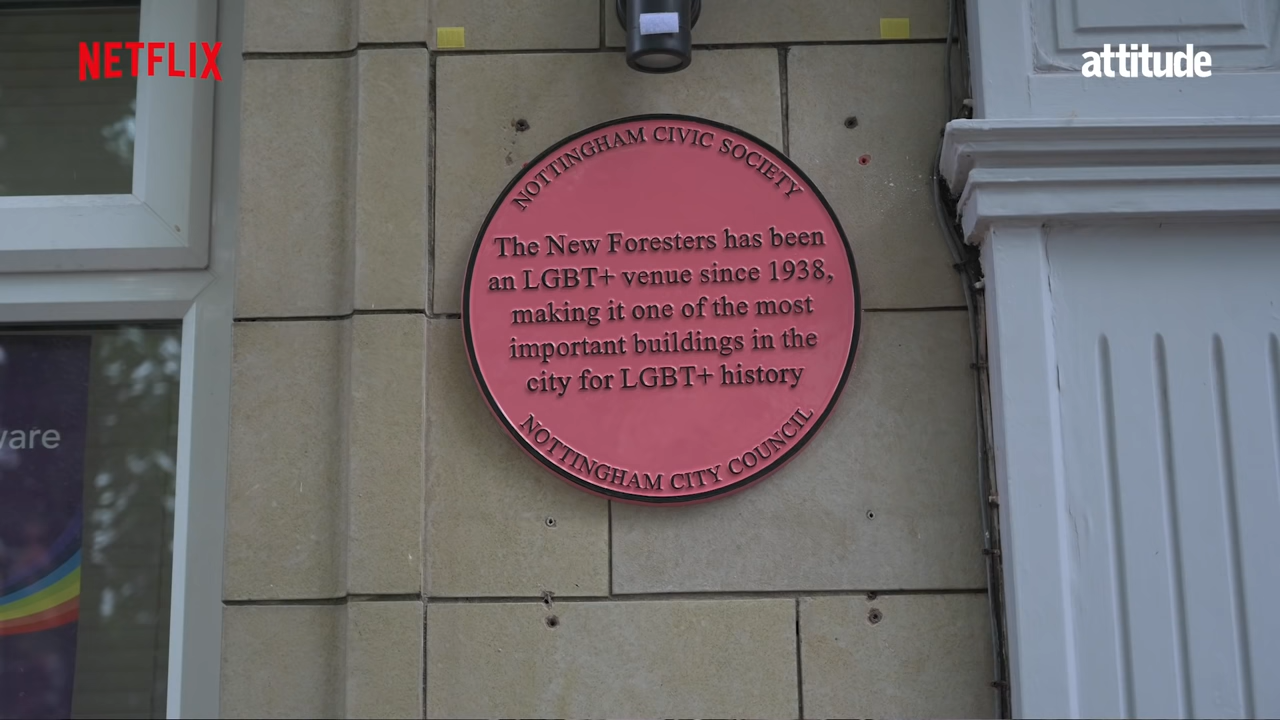 NETFLIX
attitude
NOTTINGHAM CIVIC SOCIETY
The New Foresters has been
an LGBT+ venue since 1938,
making it one of the most
important buildings in the
city for LGBT+ history
NOTTINGHAM CITY COUNCIL